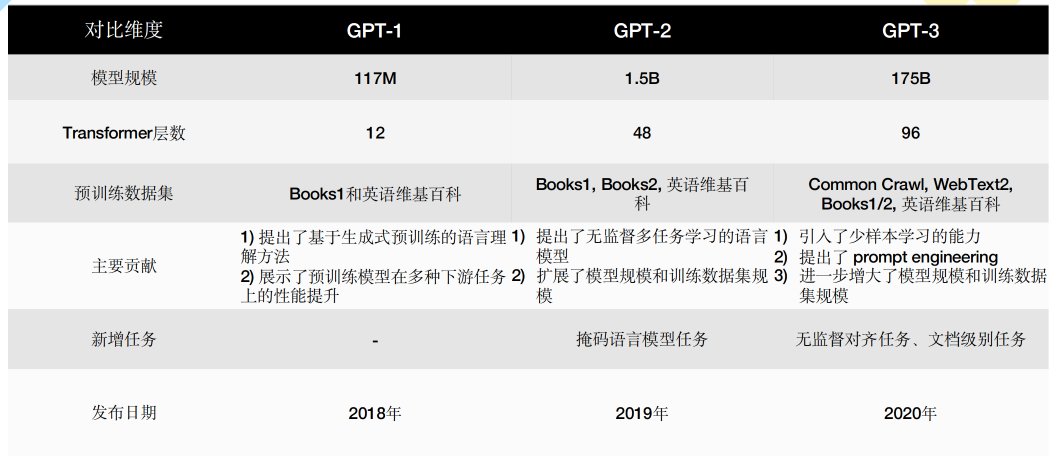 对比维度 GPT-1 GPT-2 GPT-3
模型规模 117M 1.5B 175B
Transformer层数 12 48 96
预训练数据集 Books1和英语维基百科 Books1, Books2, 英语维基百
科 Common Crawl, WebText2,
Books1/2, 英语维基百科
主要贡献
1) 提出了基于生成式预训练的语言理
解方法
2) 展示了预训练模型在多种下游任务
上的性能提升
1) 提出了无监督多任务学习的语言
模型
2) 扩展了模型规模和训练数据集规
模
1) 引入了少样本学习的能力
2) 提出了 prompt engineering
3) 进一步增大了模型规模和训练数据
集规模
新增任务 - 掩码语言模型任务 无监督对齐任务、文档级别任务
发布日期 2018年 2019年 2020年